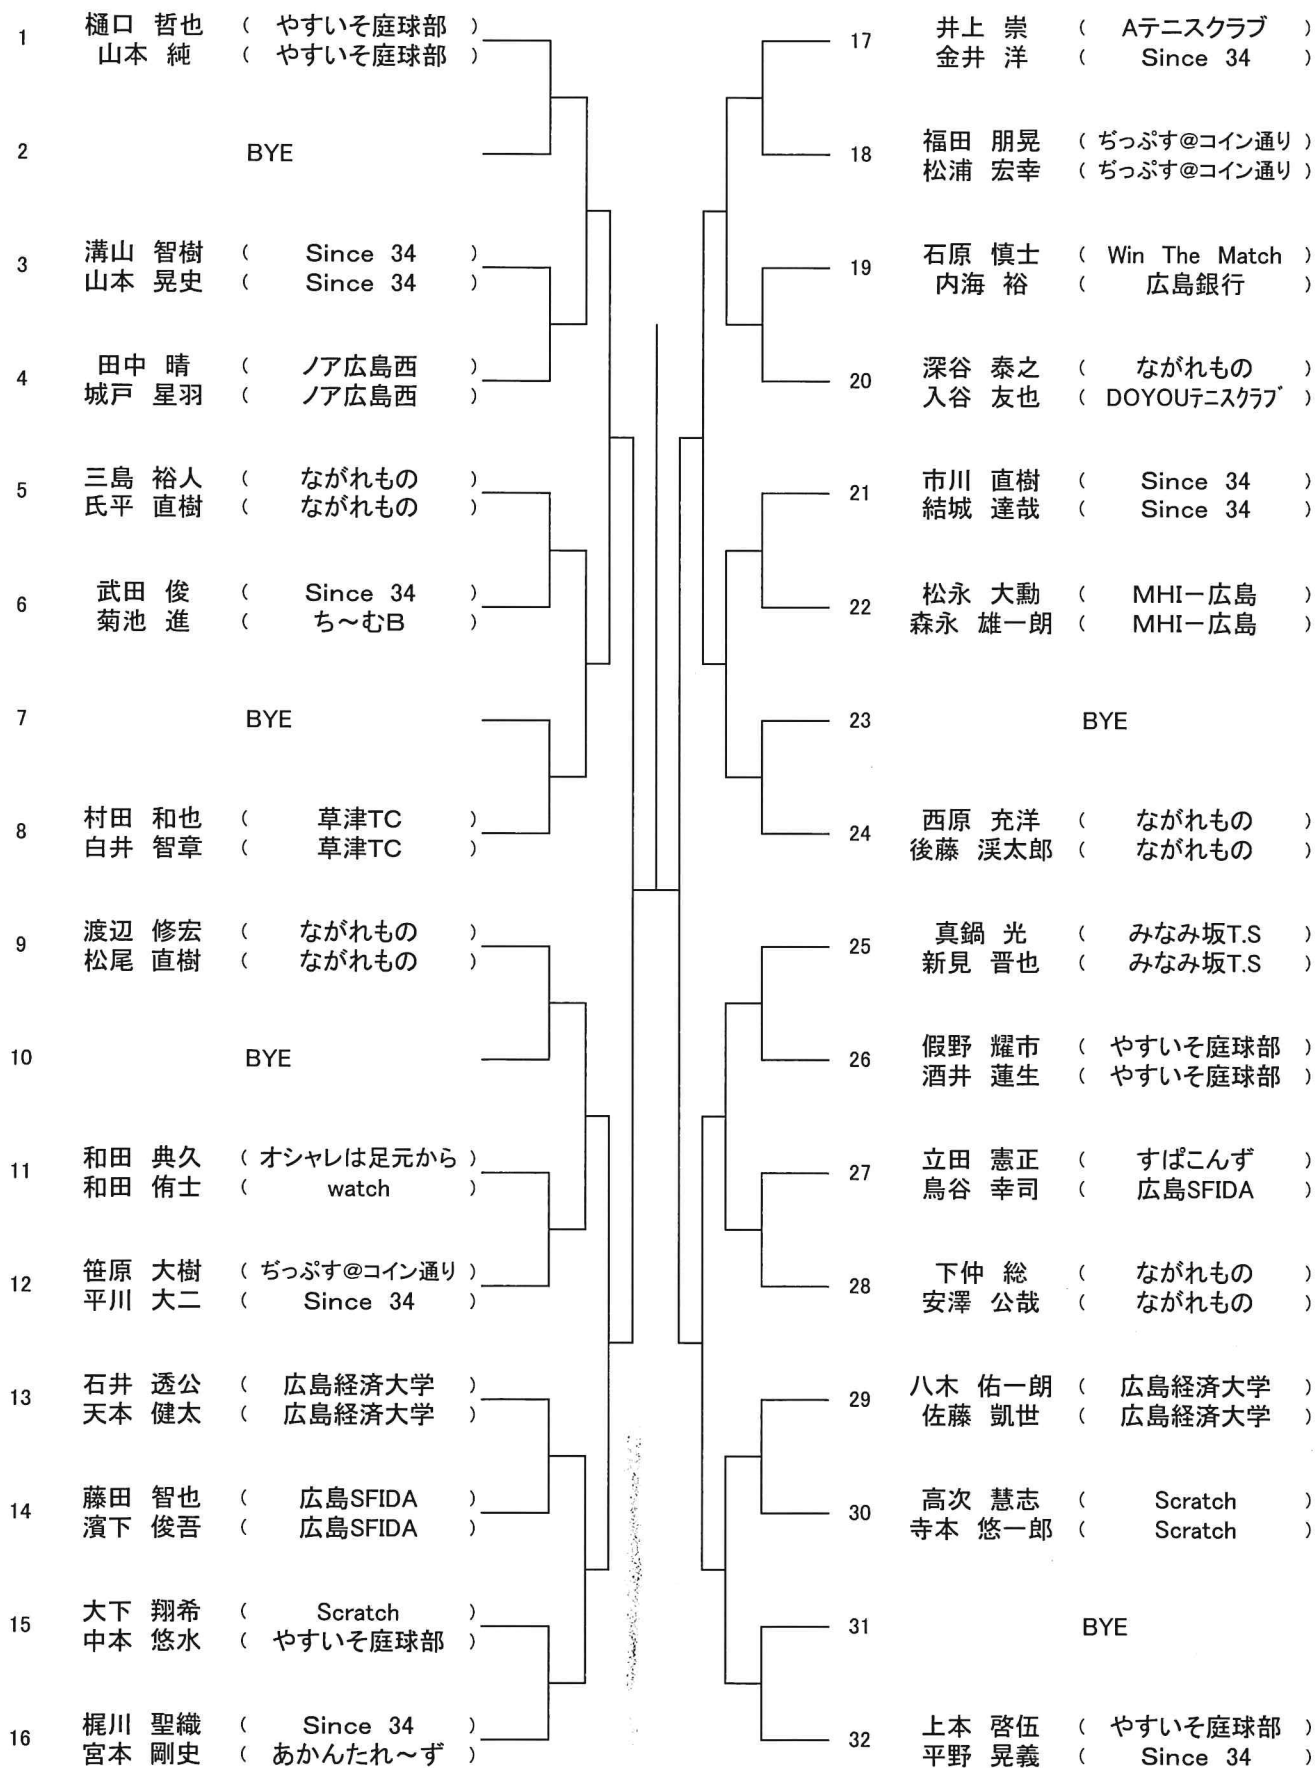 1 樋口 哲也 ( やすいそ庭球部 )
山本 純 ( やすいそ庭球部 )
2 BYE
3 溝山 智樹 ( Since 34 )
山本 晃史 ( Since 34 )
4 田中 晴 ( ノア広島西 )
城戸 星羽 ( ノア広島西 )
5 三島 裕人 ( ながれもの )
氏平 直樹 ( ながれもの )
6 武田 俊 ( Since 34 )
菊池 進 ( ち～むB )
7 BYE
8 村田 和也 ( 草津TC )
白井 智章 ( 草津TC )
9 渡辺 修宏 ( ながれもの )
松尾 直樹 ( ながれもの )
10 BYE
11 和田 典久 ( オシャレは足元から )
和田 侑士 ( watch )
12 笹原 大樹 ( ぢっぷす@コイン通り )
平川 大二 ( Since 34 )
13 石井 透公 ( 広島経済大学 )
天本 健太 ( 広島経済大学 )
14 藤田 智也 ( 広島SFIDA )
濱下 俊吾 ( 広島SFIDA )
15 大下 翔希 ( Scratch )
中本 悠水 ( やすいそ庭球部 )
16 梶川 聖織 ( Since 34 )
宮本 剛史 ( あかんたれ～ず )
17 井上 崇 ( Aテニスクラブ )
金井 洋 ( Since 34 )
18 福田 朋晃 ( ぢっぷす@コイン通り )
松浦 宏幸 ( ぢっぷす@コイン通り )
19 石原 慎士 ( Win The Match )
内海 裕 ( 広島銀行 )
20 深谷 泰之 ( ながれもの )
入谷 友也 ( DOYOUテニスクラブ )
21 市川 直樹 ( Since 34 )
結城 達哉 ( Since 34 )
22 松永 大勳 ( MHI－広島 )
森永 雄一朗 ( MHI－広島 )
23 BYE
24 西原 充洋 ( ながれもの )
後藤 渓太郎 ( ながれもの )
25 真鍋 光 ( みなみ坂T.S )
新見 晋也 ( みなみ坂T.S )
26 假野 耀市 ( やすいそ庭球部 )
酒井 蓮生 ( やすいそ庭球部 )
27 立田 憲正 ( すぱこんず )
鳥谷 幸司 ( 広島SFIDA )
28 下仲 総 ( ながれもの )
安澤 公哉 ( ながれもの )
29 八木 佑一朗 ( 広島経済大学 )
佐藤 凱世 ( 広島経済大学 )
30 高次 慧志 ( Scratch )
寺本 悠一郎 ( Scratch )
31 BYE
32 上本 啓伍 ( やすいそ庭球部 )
平野 晃義 ( Since 34 )